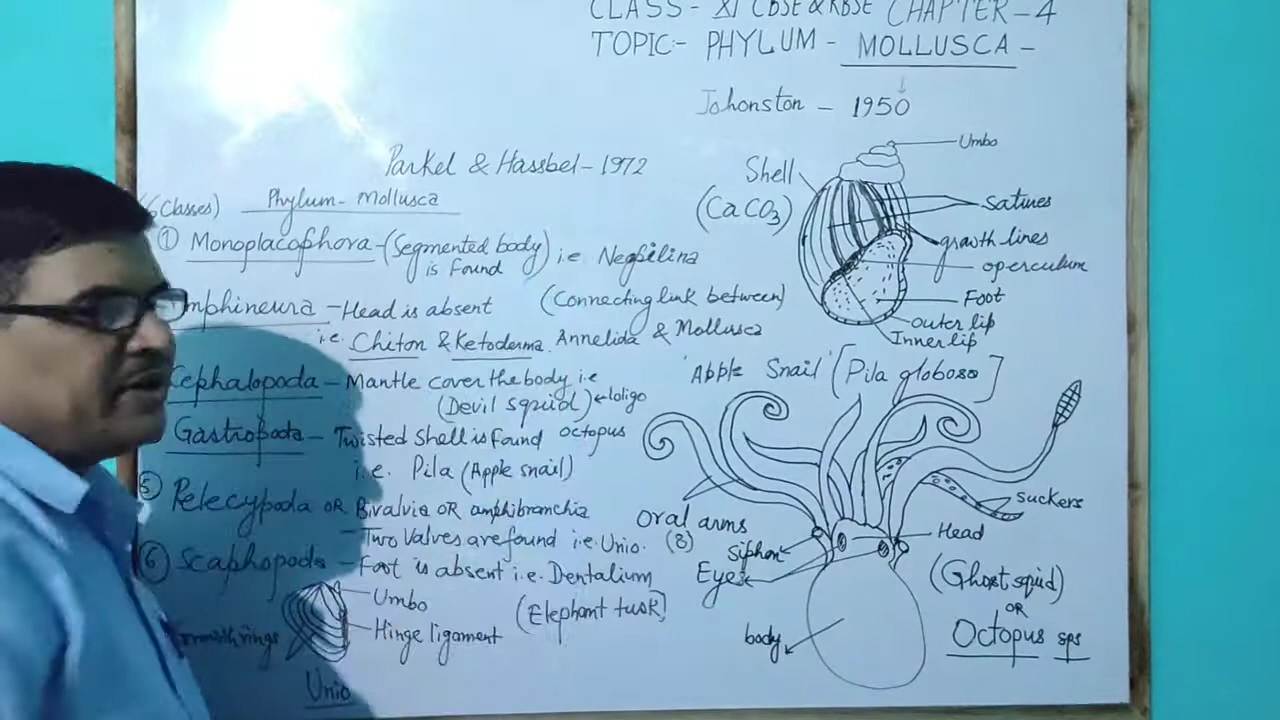 CLASS - XI CBSE & RBSE CHAPTER - 4
TOPIC:- PHYLUM - MOLLUSCA -
Johonston - 1950
Parkel & Hassbel - 1972
(6 Classes) Phylum - Mollusca
① Monoplacophora - (Segmented body) i.e Negpilina
is Found
mphineura - Head is absent (Connecting link between)
i.e. Chiton & Ketoderma. Annelida & Mollusca
Cephalopoda - Mantle cover the body i.e
(Devil squid) ← loligo
Gastropoda - Twisted Shell is found octopus
i.e. Pila (Apple snail)
⑤ Pelecypoda OR Bivalvia OR amphibranchia
- Two Valves are found i.e. Unio.
⑥ Scaphopoda - Foot is absent i.e. Dentalium
(Elephant tusk)
Umbo
Hinge ligament
rings
Unio
Umbo
Shell
(CaCO3)
Satures
growth lines
operculum
Foot
outer lip
Inner lip
'Apple Snail' [Pila globosa]
suckers
Oral arms
(8)
Siphon
Head
Eye
(Ghost squid)
OR
Octopus sps
body